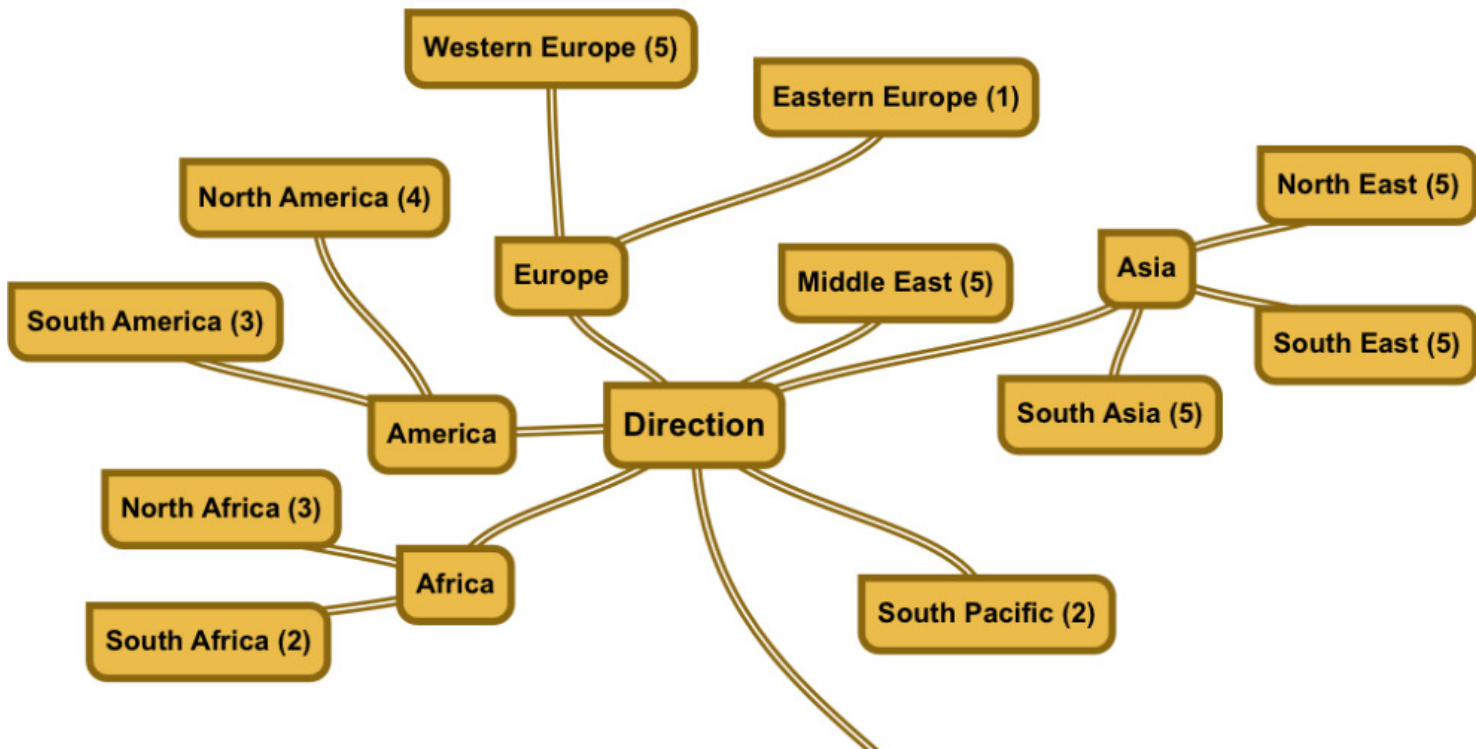 Western Europe (5)
Eastern Europe (1)
North America (4)
North East (5)
Europe
Middle East (5)
Asia
South America (3)
South East (5)
America
Direction
South Asia (5)
North Africa (3)
Africa
South Pacific (2)
South Africa (2)